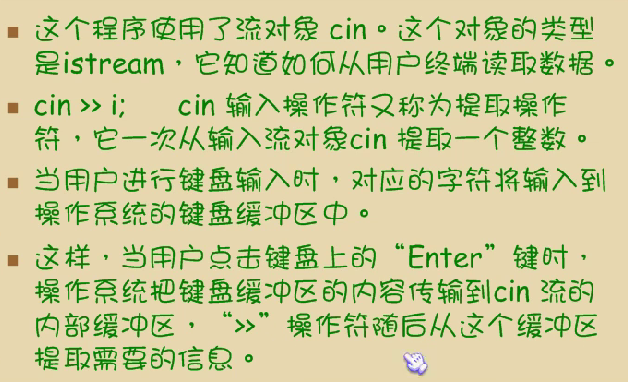 ■ 这个程序使用了流对象 cin。这个对象的类型
是istream，它知道如何从用户终端读取数据。
■ cin >> i; cin 输入操作符又称为提取操作
符，它一次从输入流对象cin 提取一个整数。
■ 当用户进行键盘输入时，对应的字符将输入到
操作系统的键盘缓冲区中。
■ 这样，当用户点击键盘上的“Enter”键时，
操作系统把键盘缓冲区的内容传输到cin 流的
内部缓冲区，“>>”操作符随后从这个缓冲区
提取需要的信息。